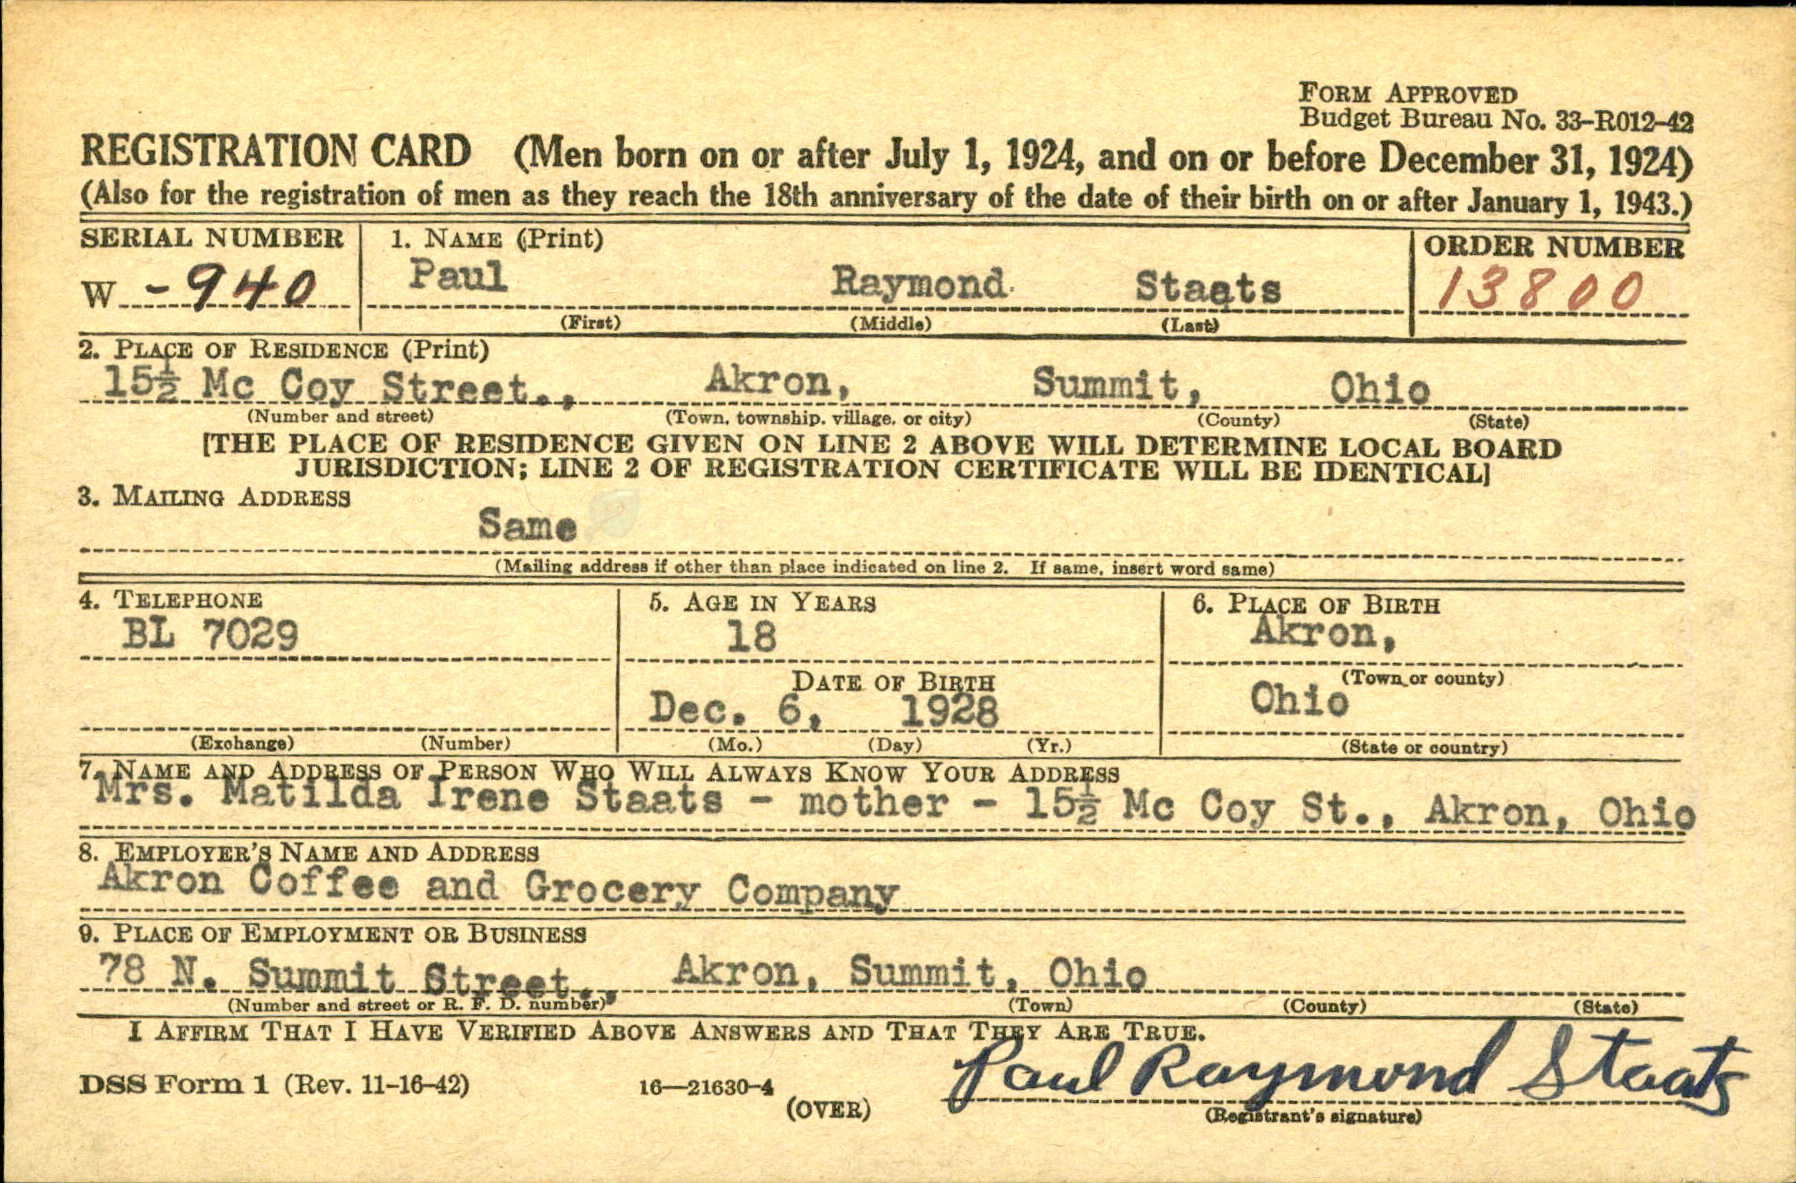 FORM APPROVED
Budget Bureau No. 33-R012-42
REGISTRATION CARD (Men born on or after July 1, 1924, and on or before December 31, 1924)
(Also for the registration of men as they reach the 18th anniversary of the date of their birth on or after January 1, 1943.)
SERIAL NUMBER 1. NAME (Print) ORDER NUMBER
W -940 Paul Raymond Staats 13800
(First) (Middle) (Last)
2. PLACE OF RESIDENCE (Print)
15½ Mc Coy Street., Akron, Summit, Ohio
(Number and street) (Town, township, village, or city) (County) (State)
[THE PLACE OF RESIDENCE GIVEN ON LINE 2 ABOVE WILL DETERMINE LOCAL BOARD
JURISDICTION; LINE 2 OF REGISTRATION CERTIFICATE WILL BE IDENTICAL]
3. MAILING ADDRESS
Same
(Mailing address if other than place indicated on line 2. If same, insert word same)
4. TELEPHONE 5. AGE IN YEARS 6. PLACE OF BIRTH
BL 7029 18 Akron,
DATE OF BIRTH (Town or county)
Dec. 6, 1928 Ohio
(Exchange) (Number) (Mo.) (Day) (Yr.) (State or country)
7. NAME AND ADDRESS OF PERSON WHO WILL ALWAYS KNOW YOUR ADDRESS
Mrs. Matilda Irene Staats - mother - 15½ Mc Coy St., Akron, Ohio
8. EMPLOYER'S NAME AND ADDRESS
Akron Coffee and Grocery Company
9. PLACE OF EMPLOYMENT OR BUSINESS
78 N. Summit Street., Akron, Summit, Ohio
(Number and street or R. F. D. number) (Town) (County) (State)
I AFFIRM THAT I HAVE VERIFIED ABOVE ANSWERS AND THAT THEY ARE TRUE.
DSS Form 1 (Rev. 11-16-42) 16—21630-4 (OVER) Paul Raymond Staats
(Registrant's signature)